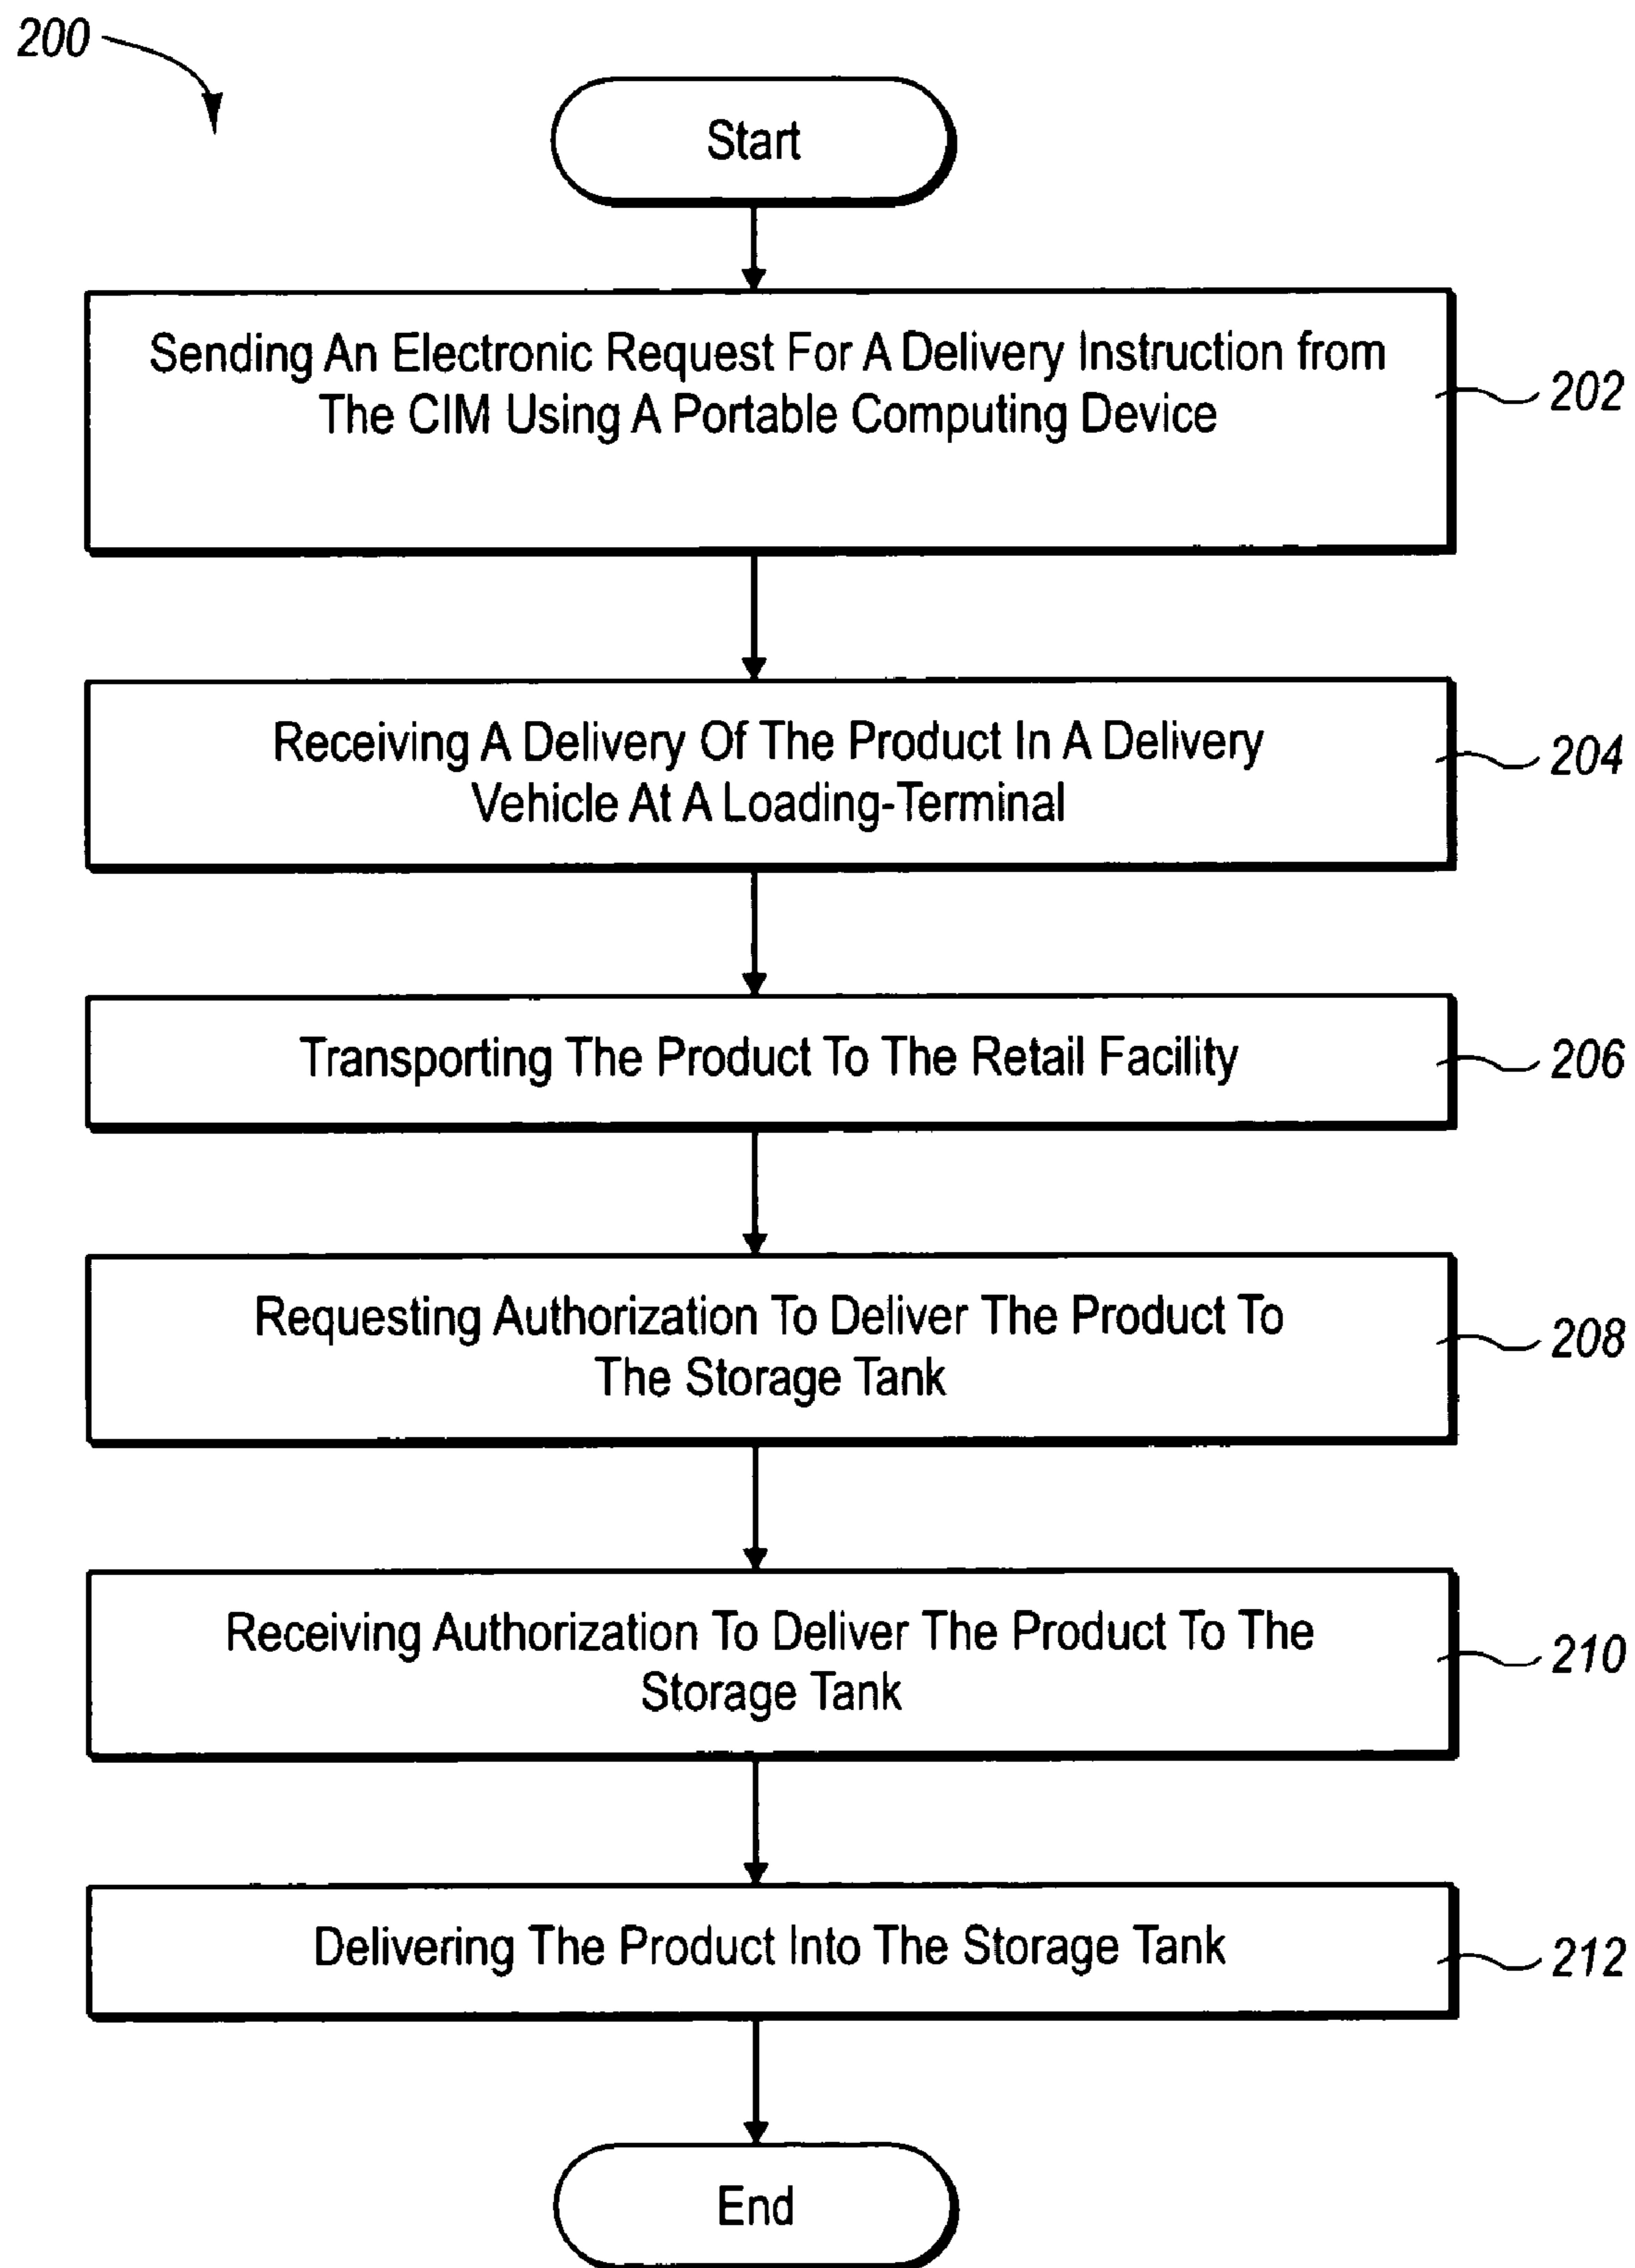 200
Start
Sending An Electronic Request For A Delivery Instruction from
The CIM Using A Portable Computing Device
202
Receiving A Delivery Of The Product In A Delivery
Vehicle At A Loading-Terminal
204
Transporting The Product To The Retail Facility
206
Requesting Authorization To Deliver The Product To
The Storage Tank
208
Receiving Authorization To Deliver The Product To The
Storage Tank
210
Delivering The Product Into The Storage Tank
212
End